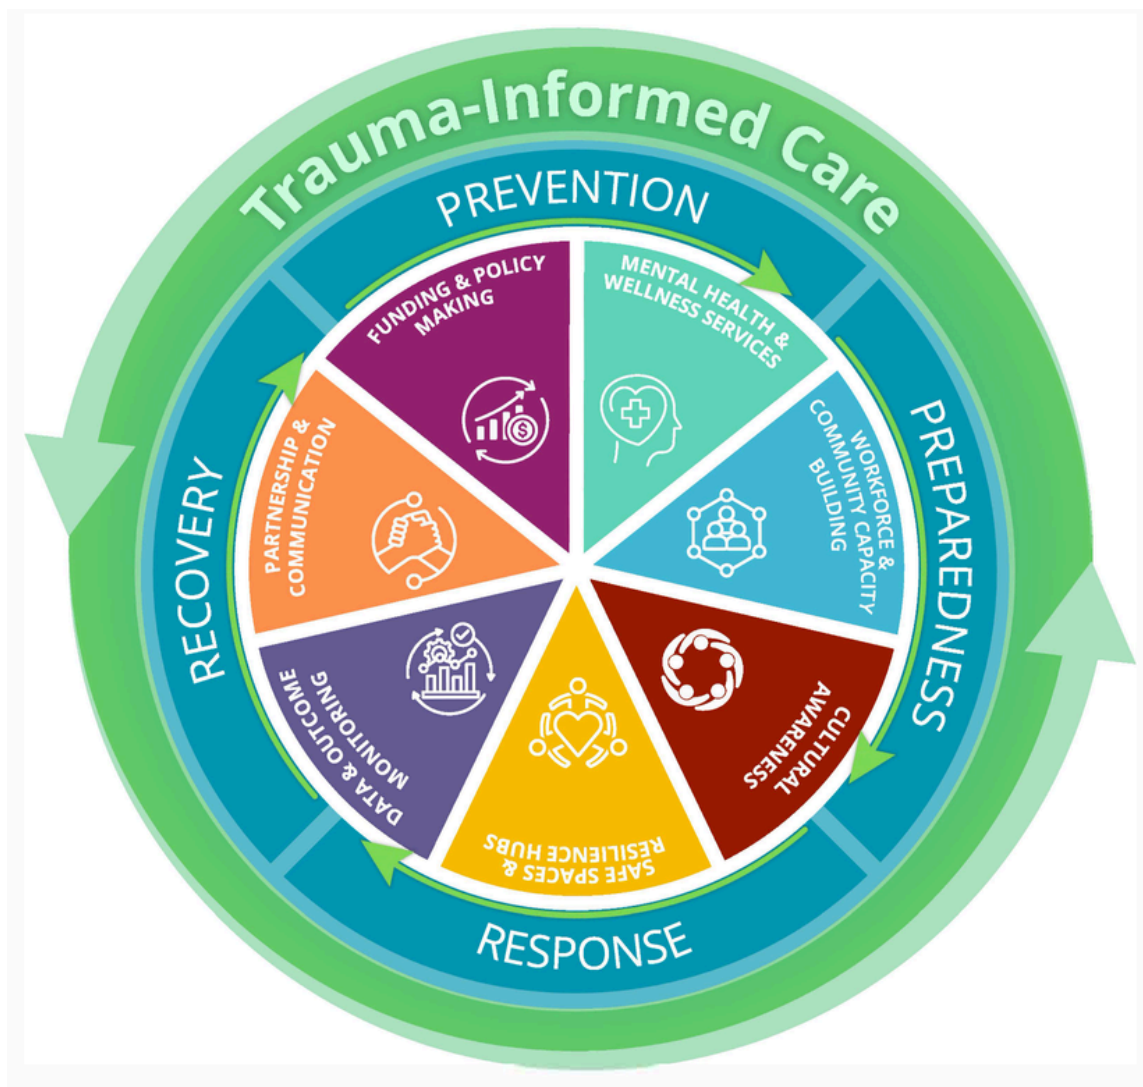 Trauma-Informed Care
PREVENTION
PREPAREDNESS
RESPONSE
RECOVERY
MENTAL HEALTH &
WELLNESS SERVICES
WORKFORCE &
COMMUNITY CAPACITY
BUILDING
CULTURAL
AWARENESS
SAFE SPACES &
RESILIENCE HUBS
DATA & OUTCOME
MONITORING
PARTNERSHIP &
COMMUNICATION
FUNDING & POLICY
MAKING
$